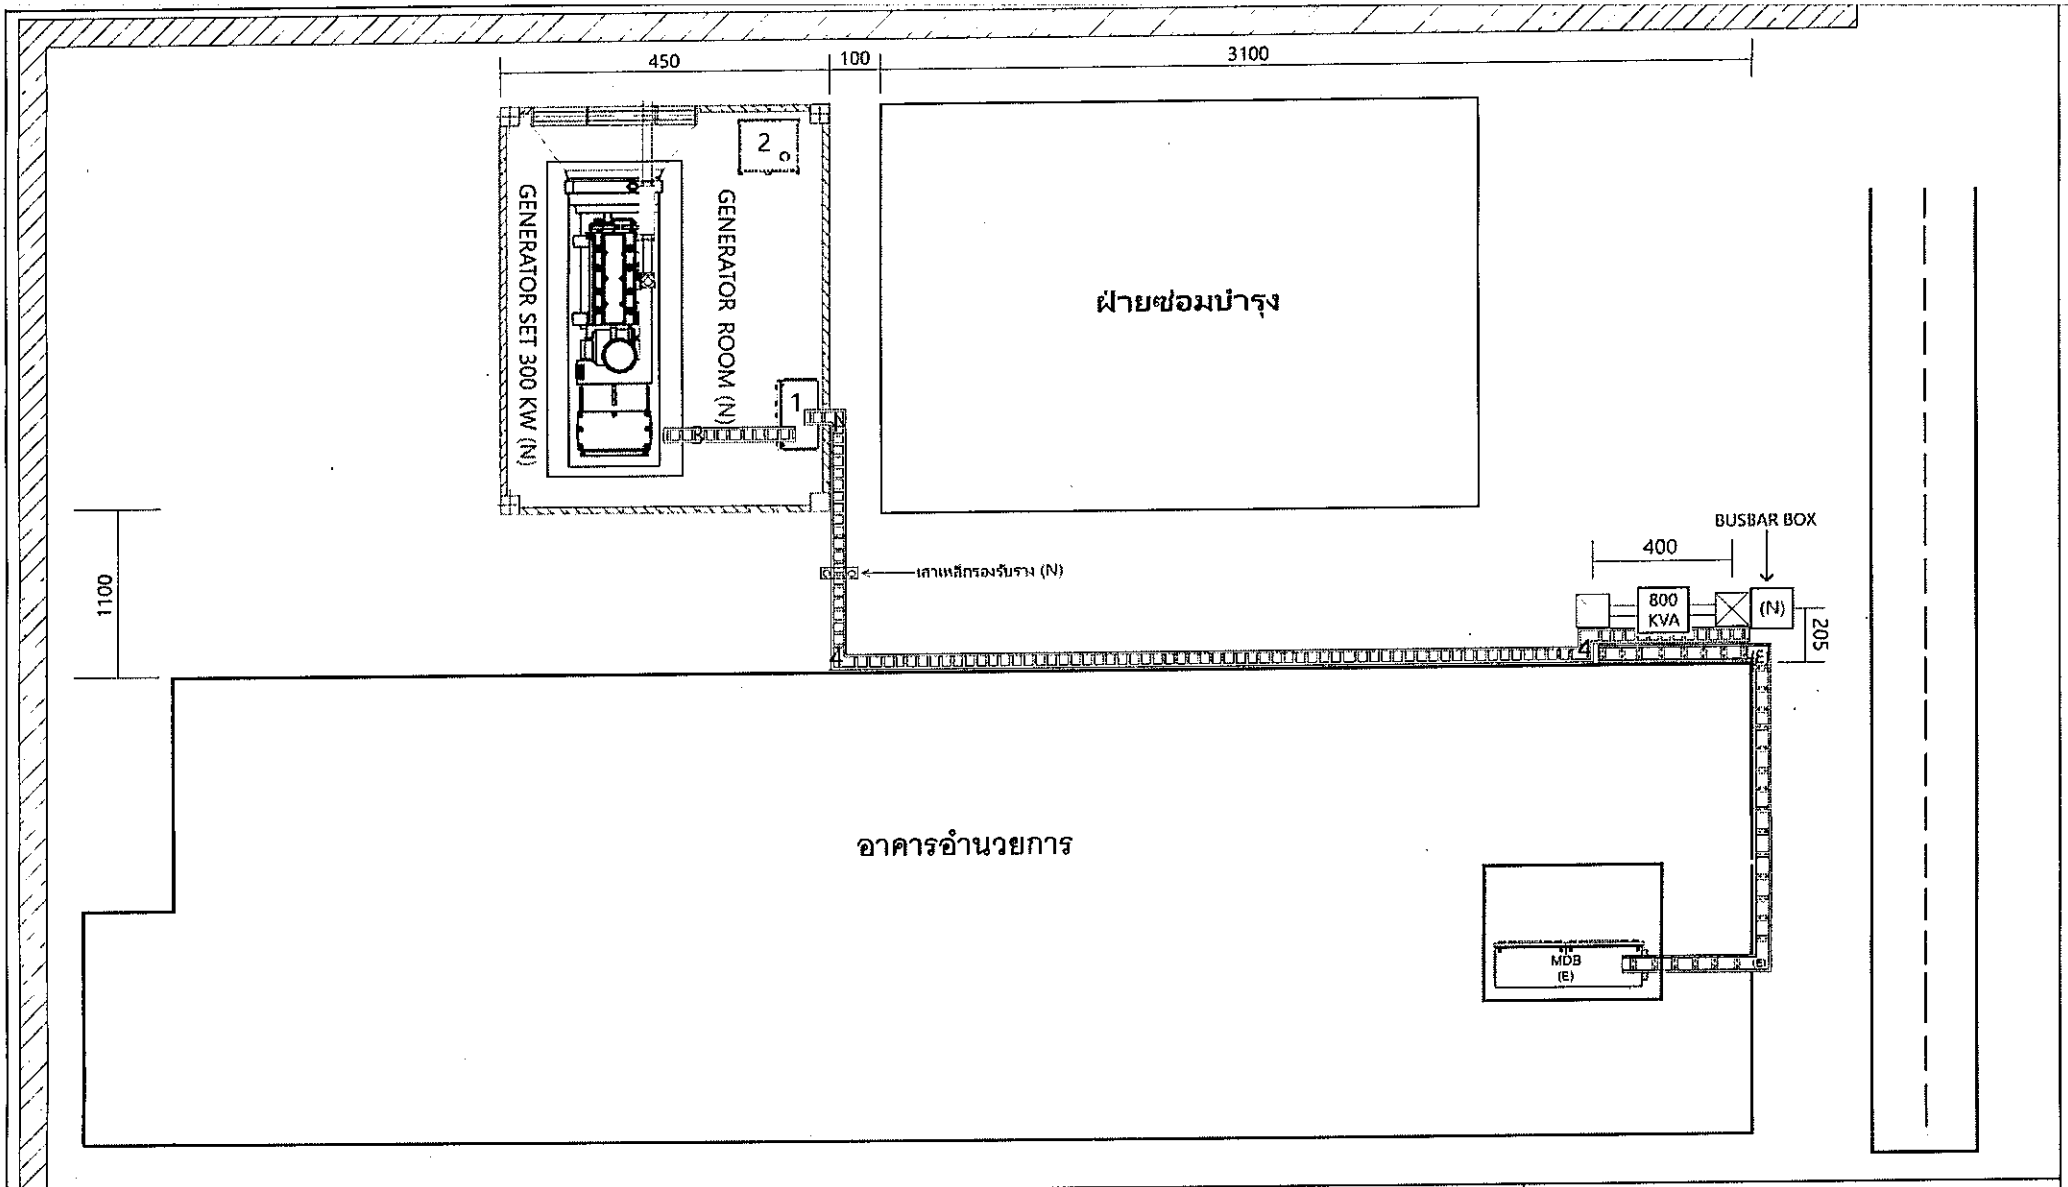 450
100
3100
2
GENERATOR SET 300 KW (N)
GENERATOR ROOM (N)
ฝ่ายซ่อมบำรุง
1
3
1100
เสาเหล็กรองรับราง (N)
BUSBAR BOX
400
800
KVA
(N)
205
4
4
(E)
อาคารอำนวยการ
MDB
(E)
(E)